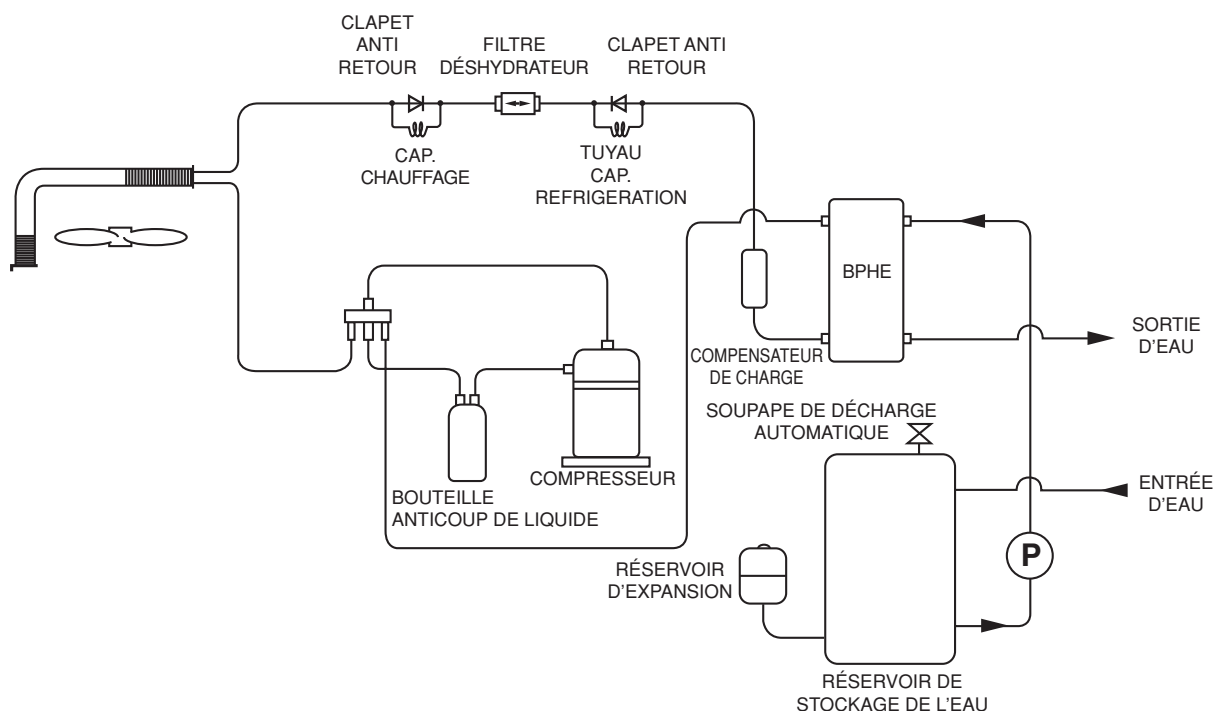 CLAPET
ANTI
RETOUR
FILTRE
DÉSHYDRATEUR
CLAPET ANTI
RETOUR
CAP.
CHAUFFAGE
TUYAU
CAP.
REFRIGERATION
BPHE
SORTIE
D'EAU
COMPENSATEUR
DE CHARGE
SOUPAPE DE DÉCHARGE
AUTOMATIQUE
COMPRESSEUR
BOUTEILLE
ANTICOUP DE LIQUIDE
ENTRÉE
D'EAU
P
RÉSERVOIR
D'EXPANSION
RÉSERVOIR DE
STOCKAGE DE L'EAU